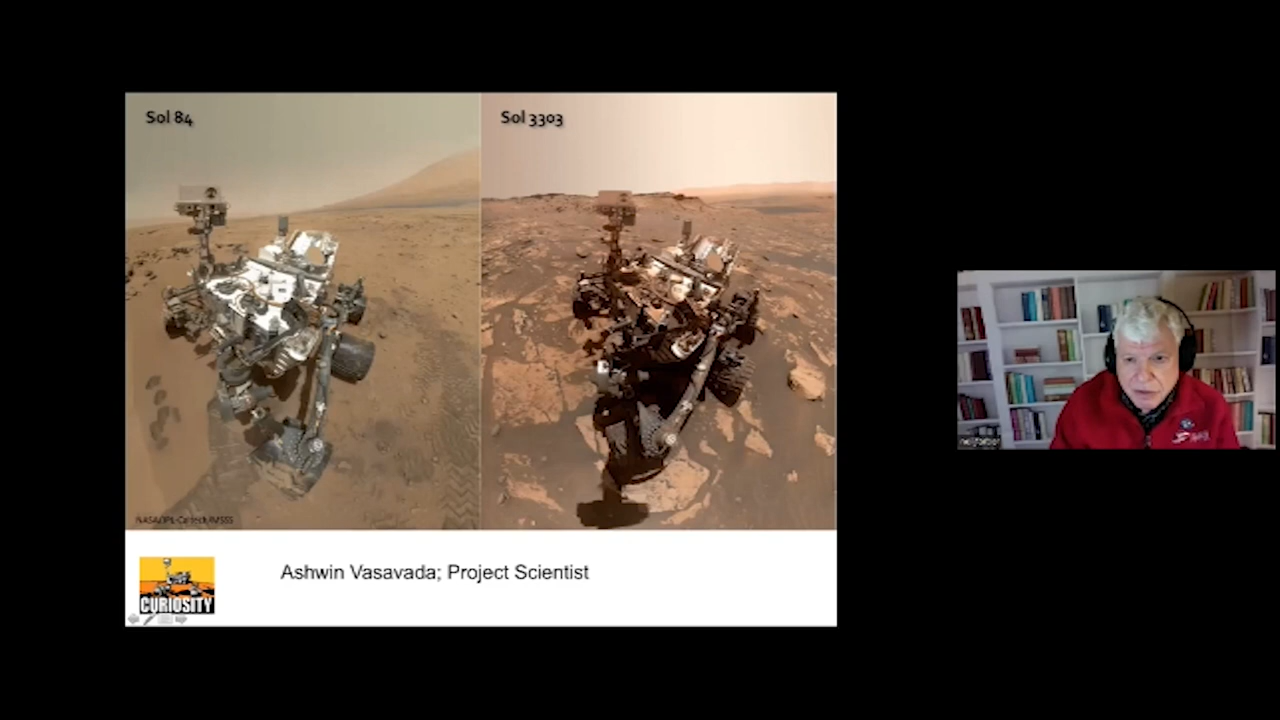 Sol 84
Sol 3303
NASA/JPL-Caltech/MSSS
Ashwin Vasavada; Project Scientist
CURIOSITY